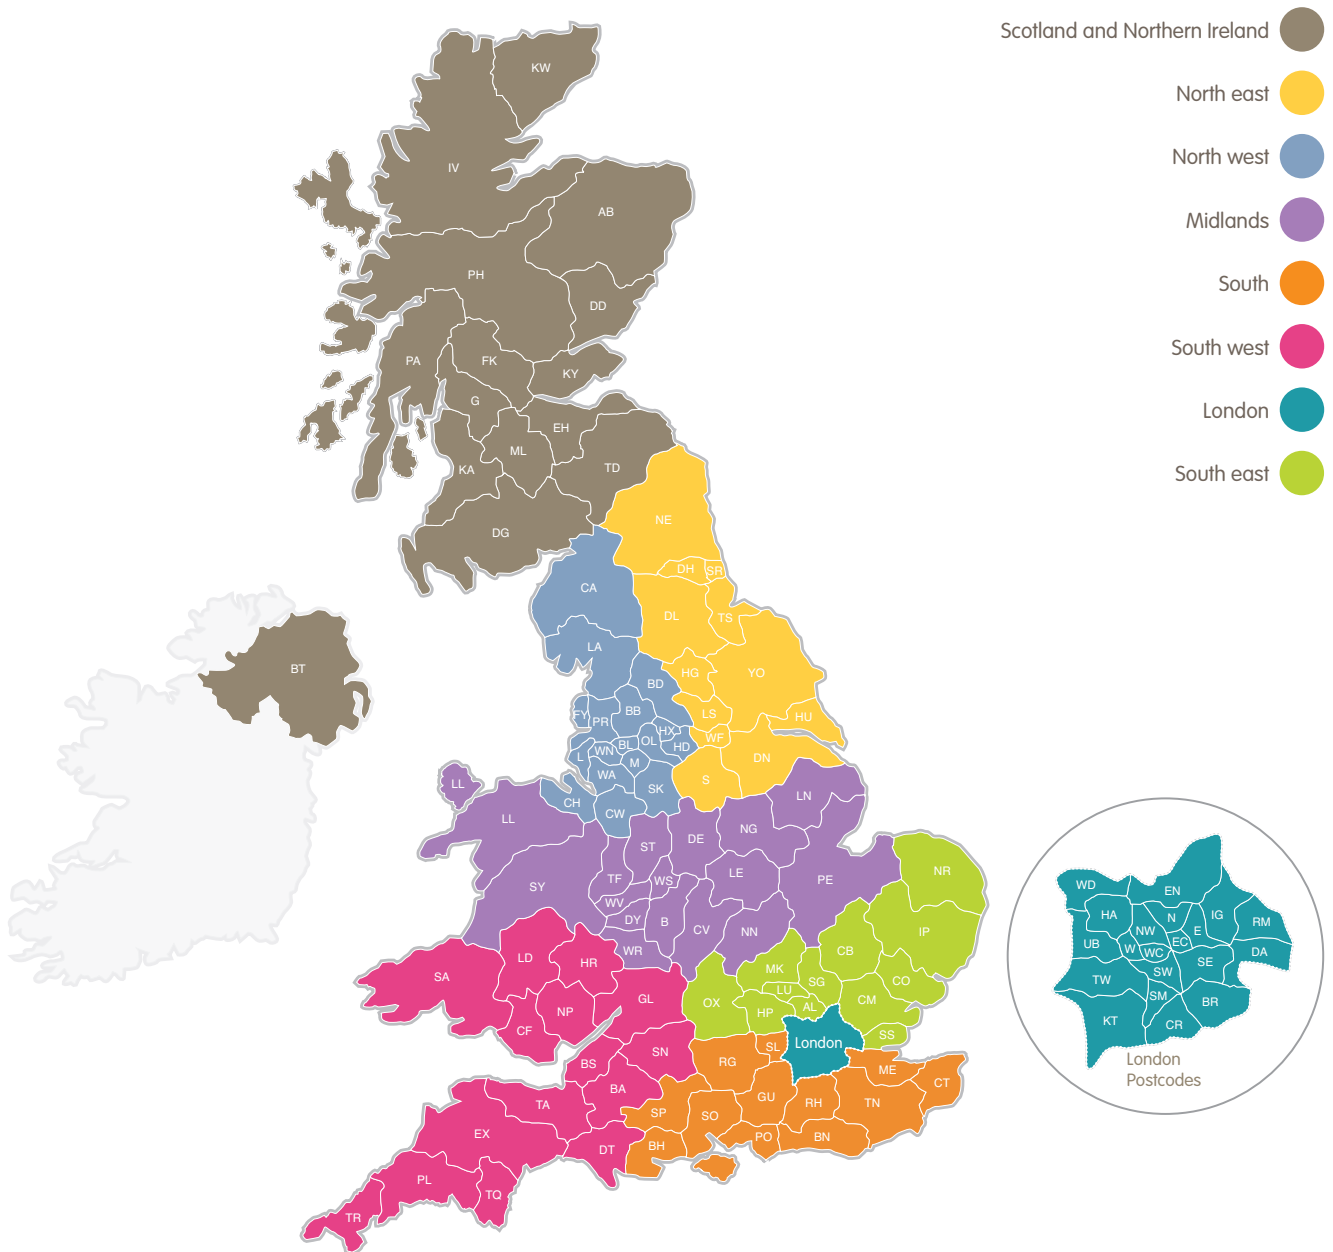 Scotland and Northern Ireland
North east
North west
Midlands
South
South west
London
South east
KW
IV
AB
PH
DD
PA
FK
KY
G
EH
ML
KA
TD
DG
NE
DH
SR
CA
DL
TS
LA
BT
HG
YO
BD
FY
PR
BB
LS
HU
HX
WF
OL
HD
BL
WN
L
M
DN
WA
S
SK
LL
CH
CW
LN
LL
ST
DE
NG
TF
WS
LE
PE
SY
WV
DY
B
CV
NN
WR
NR
IP
CB
LD
HR
SA
GL
MK
SG
CO
LU
OX
HP
AL
CM
NP
CF
SS
London
SN
BS
RG
SL
ME
CT
BA
GU
RH
TN
TA
SP
SO
EX
DT
BH
PO
BN
PL
TQ
TR
WD
EN
HA
N
IG
RM
NW
E
UB
W
WC
EC
SE
DA
TW
SW
SM
BR
KT
CR
London
Postcodes